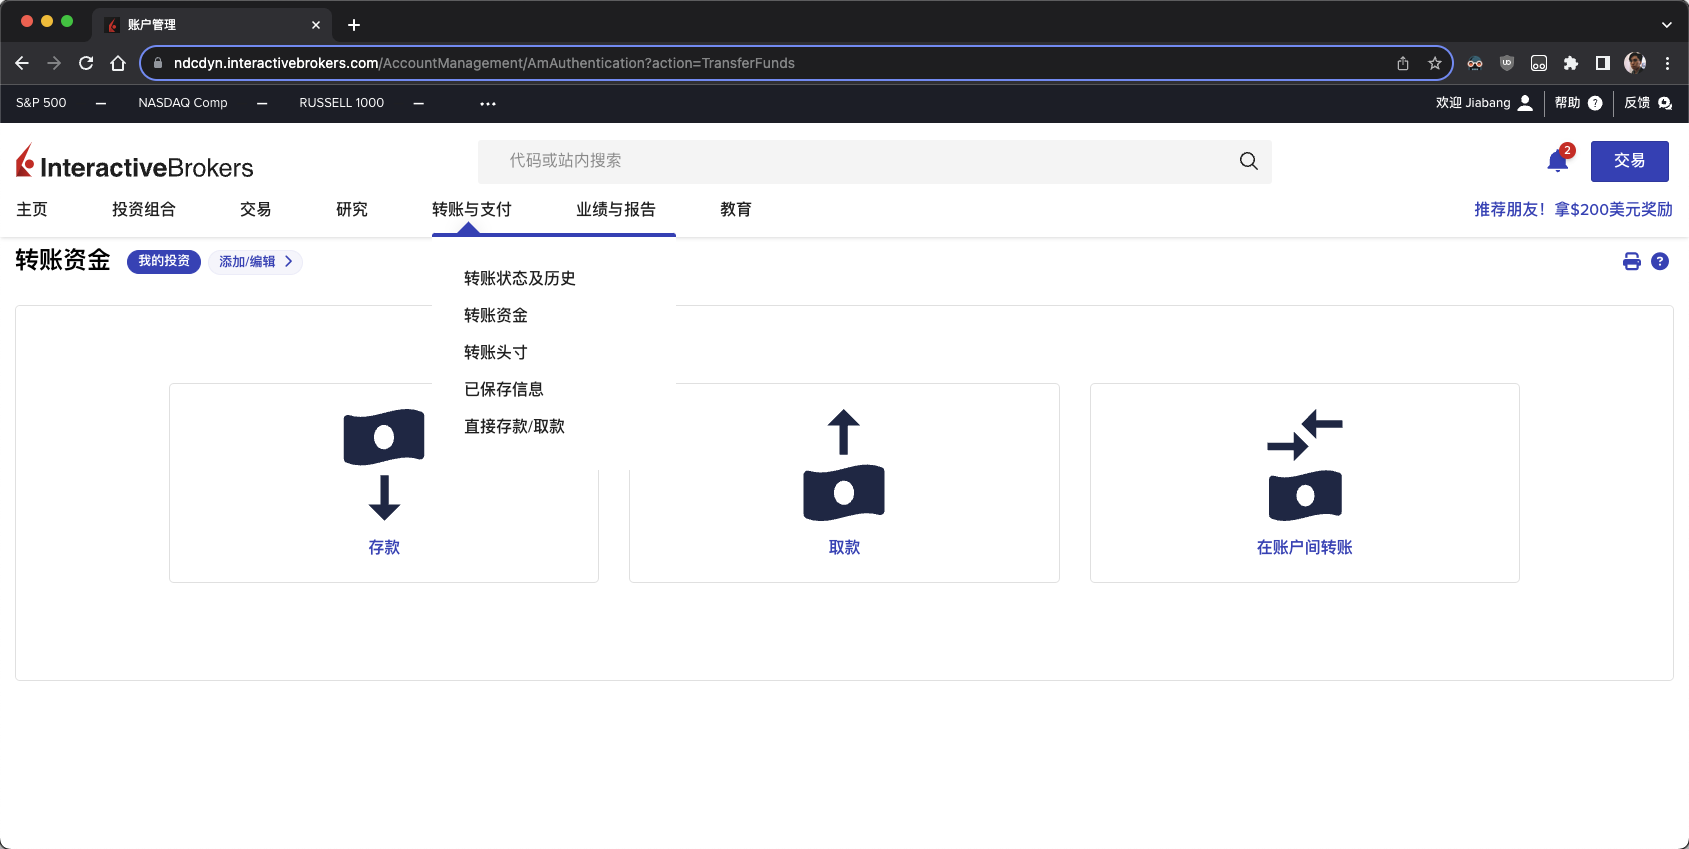 账户管理
ndcdyn.interactivebrokers.com/AccountManagement/AmAuthentication?action=TransferFunds
S&P 500 — NASDAQ Comp — RUSSELL 1000 — ••• 欢迎 Jiabang 帮助 ? 反馈
InteractiveBrokers 代码或站内搜索 2 交易
主页 投资组合 交易 研究 转账与支付 业绩与报告 教育 推荐朋友！拿$200美元奖励
转账资金 我的投资 添加/编辑 ?
转账状态及历史
转账资金
转账头寸
已保存信息
直接存款/取款
存款 取款 在账户间转账